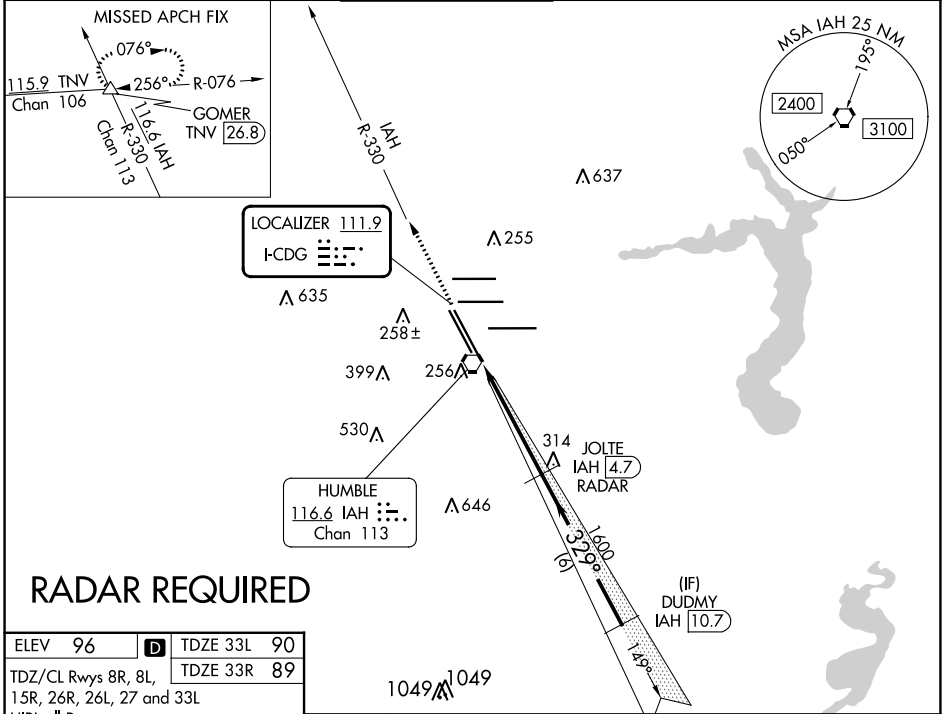 MISSED APCH FIX
076°
115.9 TNV
Chan 106
256°
R-076
GOMER
TNV 26.8
116.6 IAH
R-330
Chan 113
IAH
R-330
MSA IAH 25 NM
195°
2400
3100
050°
637
LOCALIZER 111.9
I-CDG
255
635
258±
399
256
530
314
JOLTE
IAH 4.7
RADAR
HUMBLE
116.6 IAH
Chan 113
646
1600
329°
(6)
RADAR REQUIRED
(IF)
DUDMY
IAH 10.7
149°
ELEV 96
D
TDZE 33L 90
TDZE 33R 89
TDZ/CL Rwys 8R, 8L,
15R, 26R, 26L, 27 and 33L
1049
1049